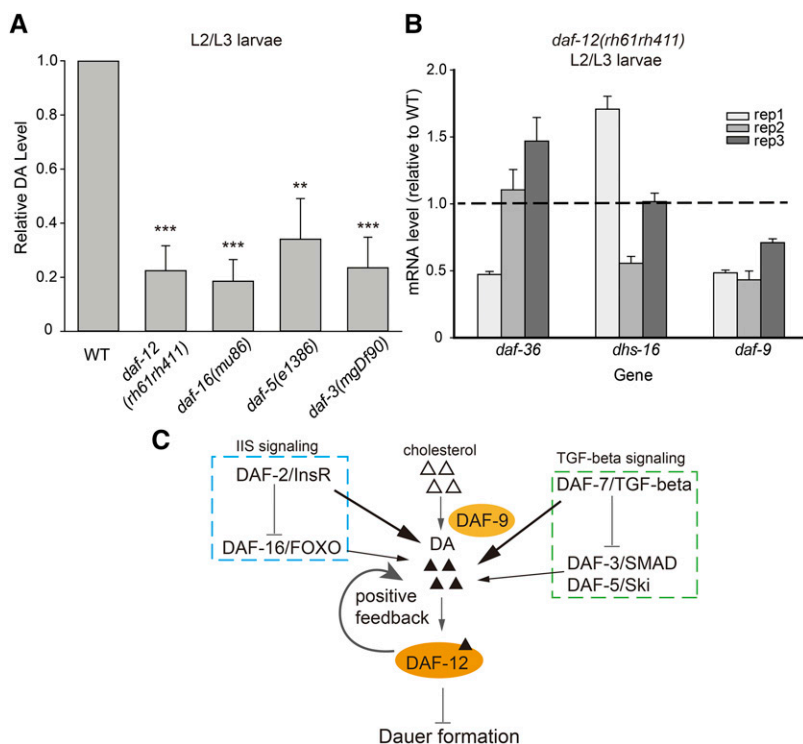 A
L2/L3 larvae
Relative DA Level
1.0
0.8
0.6
0.4
0.2
0
***
***
**
***
WT
daf-12
(rh61rh411)
daf-16(mu86)
daf-5(e1386)
daf-3(mgDf90)
B
daf-12(rh61rh411)
L2/L3 larvae
mRNA level (relative to WT)
2.0
1.5
1.0
0.5
0
rep1
rep2
rep3
daf-36
dhs-16
daf-9
Gene
C
IIS signaling
DAF-2/InsR
DAF-16/FOXO
cholesterol
DAF-9
DA
positive
feedback
DAF-12
Dauer formation
TGF-beta signaling
DAF-7/TGF-beta
DAF-3/SMAD
DAF-5/Ski